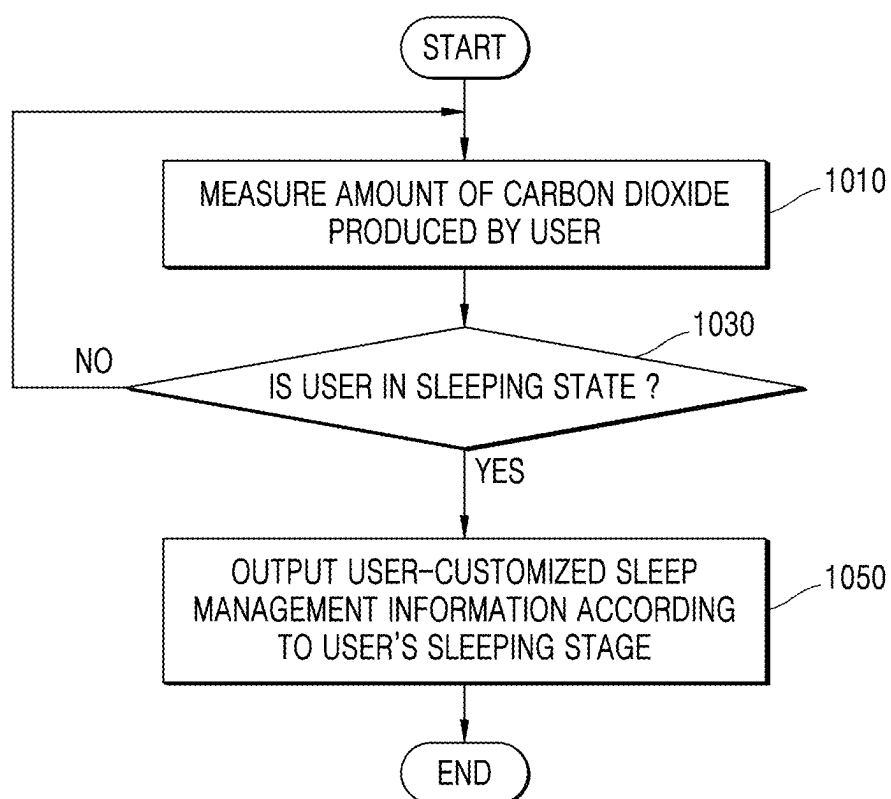 START
MEASURE AMOUNT OF CARBON DIOXIDE
PRODUCED BY USER
1010
1030
NO
IS USER IN SLEEPING STATE ?
YES
OUTPUT USER-CUSTOMIZED SLEEP
MANAGEMENT INFORMATION ACCORDING
TO USER'S SLEEPING STAGE
1050
END